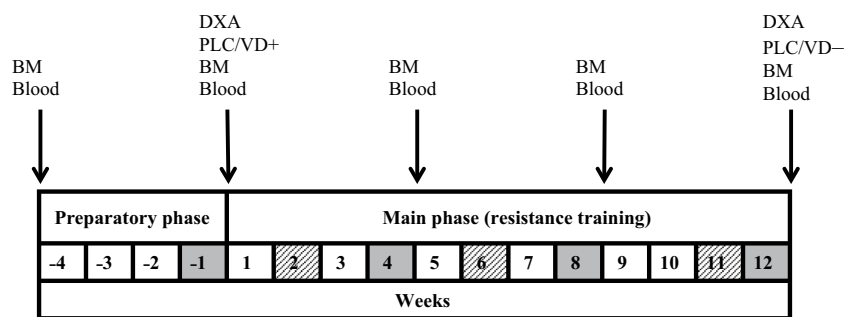 BM
Blood
DXA
PLC/VD+
BM
Blood
BM
Blood
BM
Blood
DXA
PLC/VD−
BM
Blood
Preparatory phase Main phase (resistance training)
-4 -3 -2 -1 1 2 3 4 5 6 7 8 9 10 11 12
Weeks